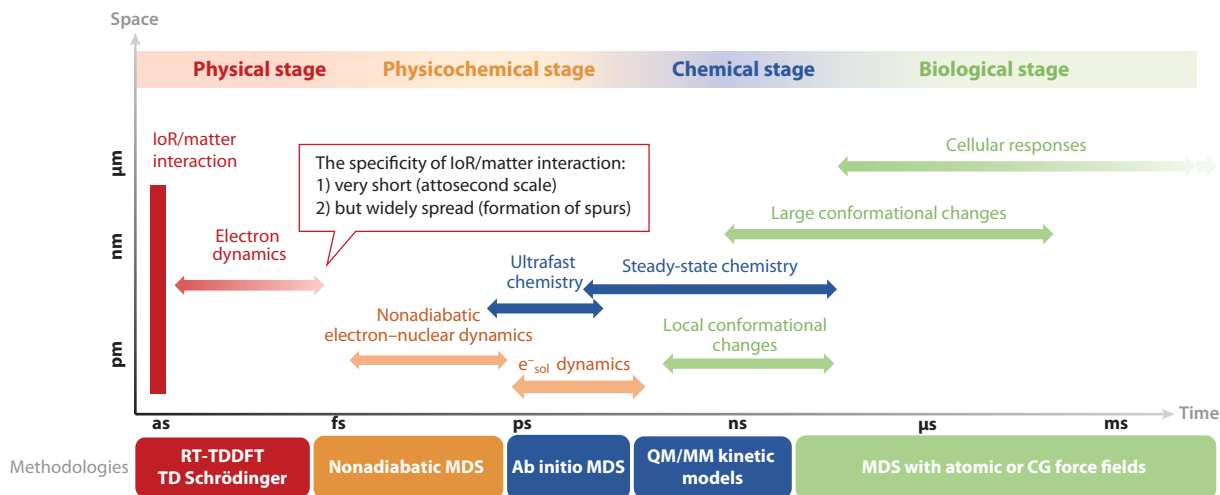 Space
Physical stage
Physicochemical stage
Chemical stage
Biological stage
IoR/matter
interaction
The specificity of IoR/matter interaction:
1) very short (attosecond scale)
2) but widely spread (formation of spurs)
Cellular responses
Large conformational changes
Electron
dynamics
Ultrafast
chemistry
Steady-state chemistry
Nonadiabatic
electron–nuclear dynamics
Local conformational
changes
e⁻sol dynamics
μm
nm
pm
as
fs
ps
ns
μs
ms
Time
Methodologies
RT-TDDFT
TD Schrödinger
Nonadiabatic MDS
Ab initio MDS
QM/MM kinetic
models
MDS with atomic or CG force fields